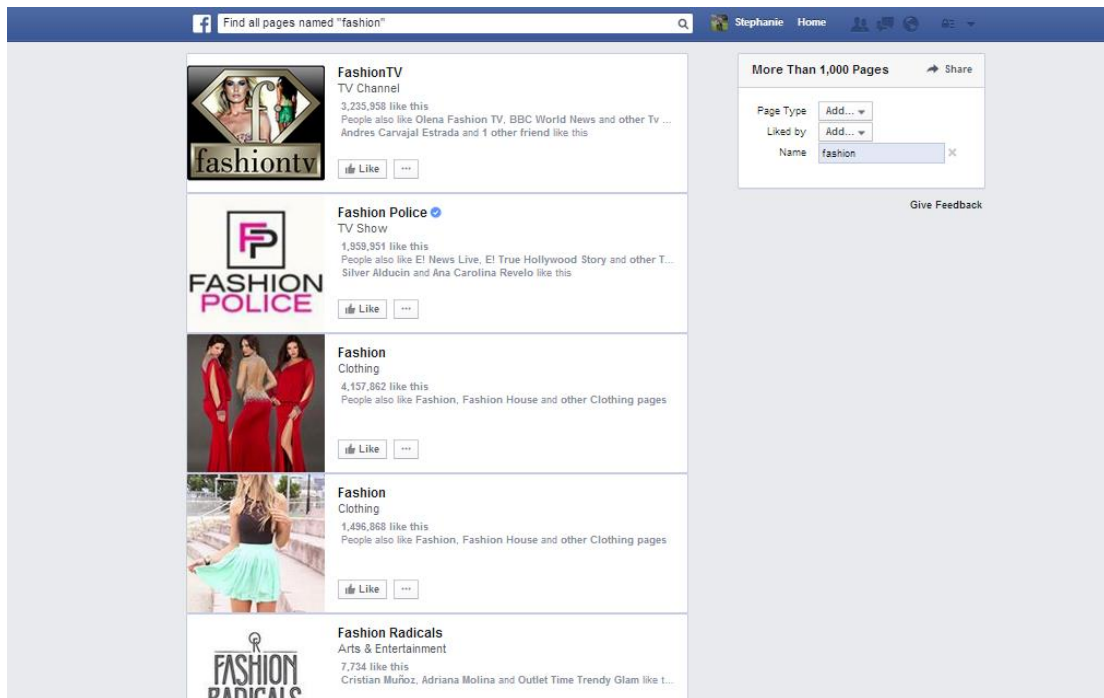 Find all pages named "fashion"
Stephanie Home
FashionTV
TV Channel
3,235,958 like this
People also like Olena Fashion TV, BBC World News and other Tv ...
Andres Carvajal Estrada and 1 other friend like this
fashiontv
Like
Fashion Police
TV Show
1,959,951 like this
People also like E! News Live, E! True Hollywood Story and other T...
Silver Alducin and Ana Carolina Revelo like this
FP
FASHION
POLICE
Like
Fashion
Clothing
4,157,862 like this
People also like Fashion, Fashion House and other Clothing pages
Like
Fashion
Clothing
1,496,868 like this
People also like Fashion, Fashion House and other Clothing pages
Like
Fashion Radicals
Arts & Entertainment
7,734 like this
Cristian Muñoz, Adriana Molina and Outlet Time Trendy Glam like t...
FASHION
RADICALS
More Than 1,000 Pages Share
Page Type Add...
Liked by Add...
Name fashion
Give Feedback